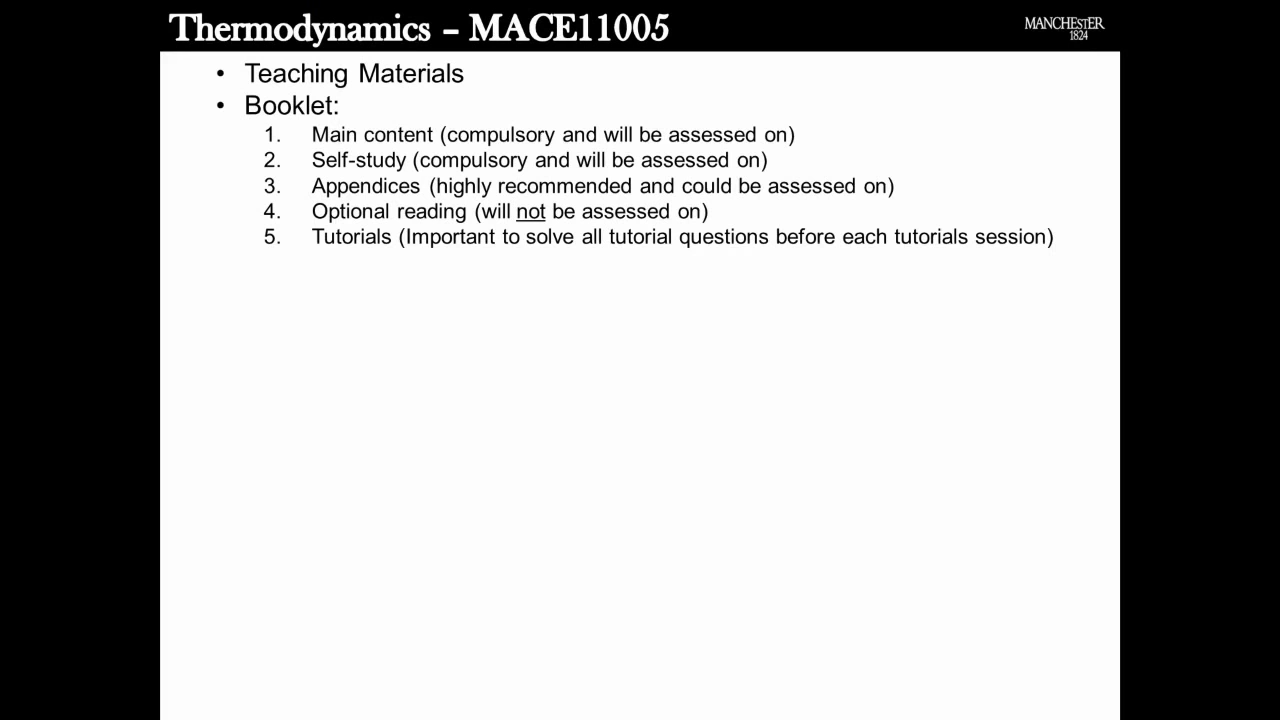 Thermodynamics – MACE11005
MANCHESTER
1824
• Teaching Materials
• Booklet:
1. Main content (compulsory and will be assessed on)
2. Self-study (compulsory and will be assessed on)
3. Appendices (highly recommended and could be assessed on)
4. Optional reading (will not be assessed on)
5. Tutorials (Important to solve all tutorial questions before each tutorials session)